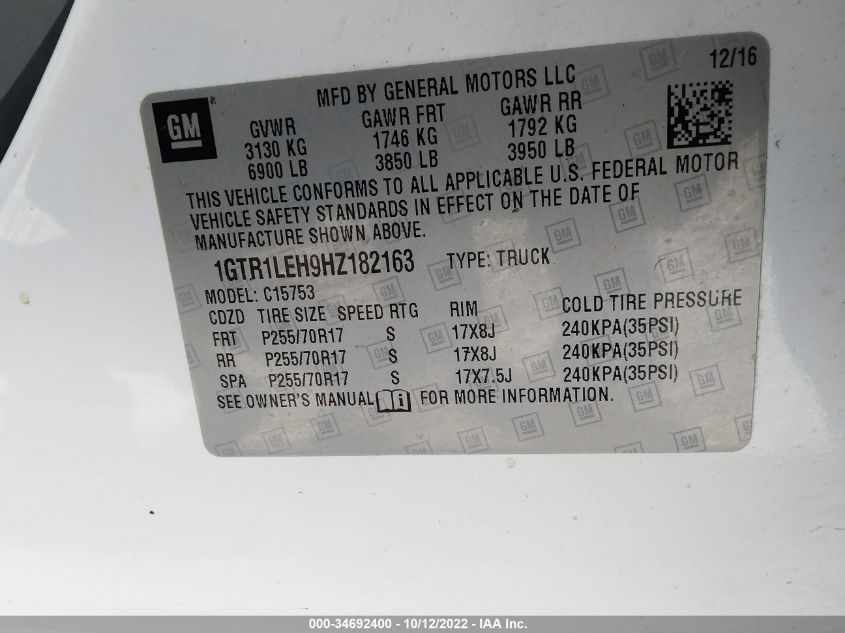 12/16
GM
MFD BY GENERAL MOTORS LLC
GVWR GAWR FRT GAWR RR
3130 KG 1746 KG 1792 KG
6900 LB 3850 LB 3950 LB
THIS VEHICLE CONFORMS TO ALL APPLICABLE U.S. FEDERAL MOTOR
VEHICLE SAFETY STANDARDS IN EFFECT ON THE DATE OF
MANUFACTURE SHOWN ABOVE.
1GTR1LEH9HZ182163 TYPE: TRUCK
MODEL: C15753
CDZD TIRE SIZE SPEED RTG RIM COLD TIRE PRESSURE
FRT P255/70R17 S 17X8J 240KPA(35PSI)
RR P255/70R17 S 17X8J 240KPA(35PSI)
SPA P255/70R17 S 17X7.5J 240KPA(35PSI)
SEE OWNER'S MANUAL i FOR MORE INFORMATION.
000-34692400 - 10/12/2022 - IAA Inc.